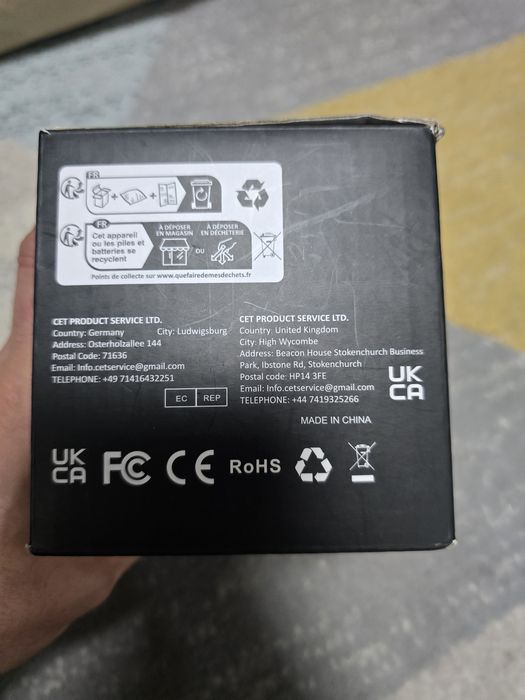 FR
Cet appareil
ou les piles et
batteries se
recyclent
FR
À DÉPOSER
EN MAGASIN
OU
À DÉPOSER
EN DÉCHÈTERIE
Points de collecte sur www.quefairedemesdechets.fr
CET PRODUCT SERVICE LTD.
Country: Germany City: Ludwigsburg
Address: Osterholzallee 144
Postal Code: 71636
Email: Info.cetservice@gmail.com
TELEPHONE: +49 71416432251
EC REP
CET PRODUCT SERVICE LTD.
Country: United Kingdom
City: High Wycombe
Address: Beacon House Stokenchurch Business
Park, Ibstone Rd, Stokenchurch
Postal code: HP14 3FE
Email: Info.cetservice@gmail.com
TELEPHONE: +44 7419325266
UK
CA
MADE IN CHINA
UK
CA
FC
CE
RoHS